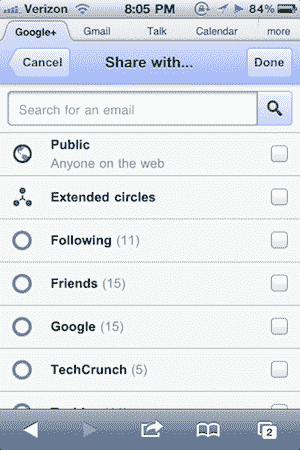 Verizon 8:05 PM 84%
Google+ Gmail Talk Calendar more
Cancel Share with... Done
Search for an email
Public
Anyone on the web
Extended circles
Following (11)
Friends (15)
Google (15)
TechCrunch (5)
2